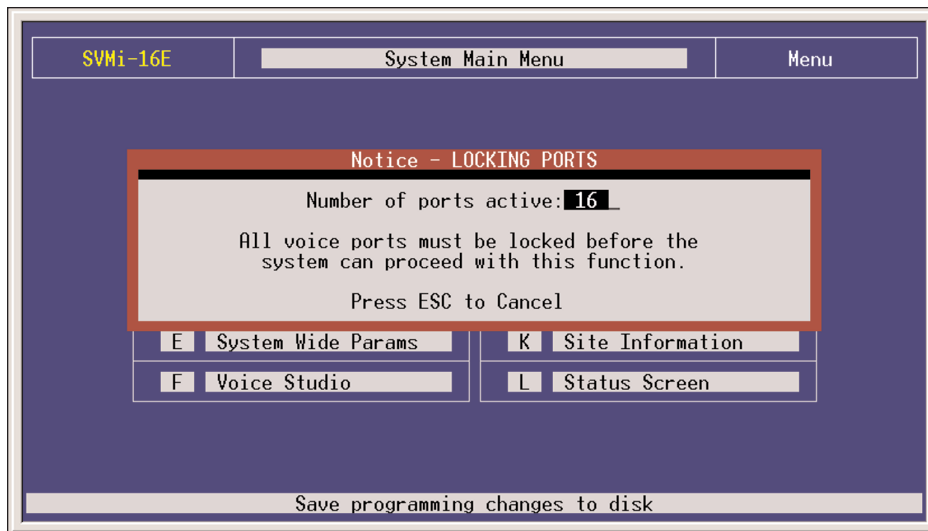 SVMi-16E
System Main Menu
Menu
Notice - LOCKING PORTS
Number of ports active: 16 _
All voice ports must be locked before the
system can proceed with this function.
Press ESC to Cancel
E System Wide Params
K Site Information
F Voice Studio
L Status Screen
Save programming changes to disk